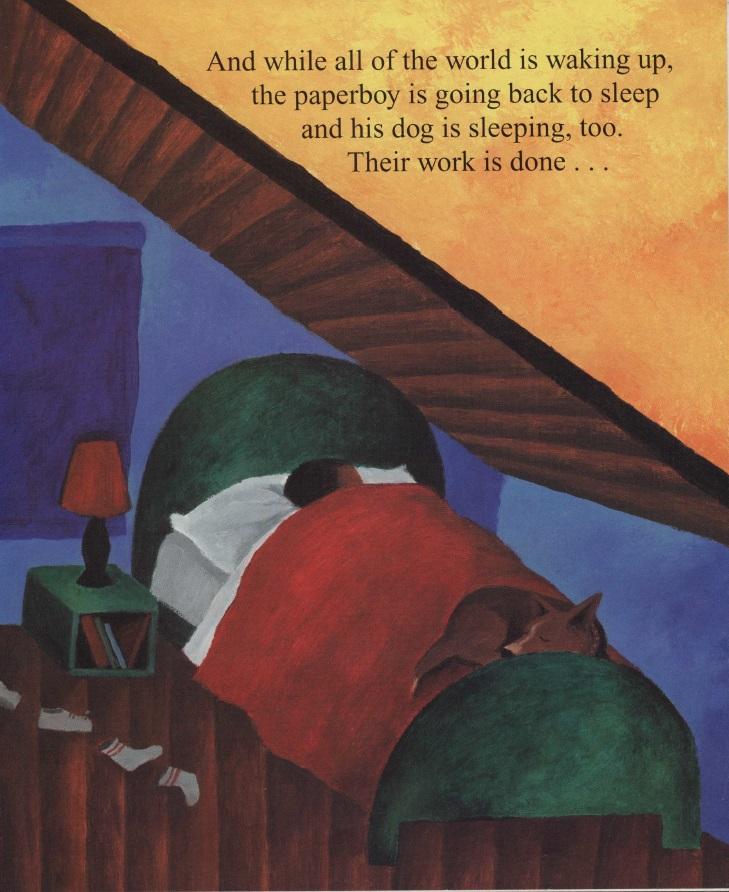 And while all of the world is waking up,
the paperboy is going back to sleep
and his dog is sleeping, too.
Their work is done . . .